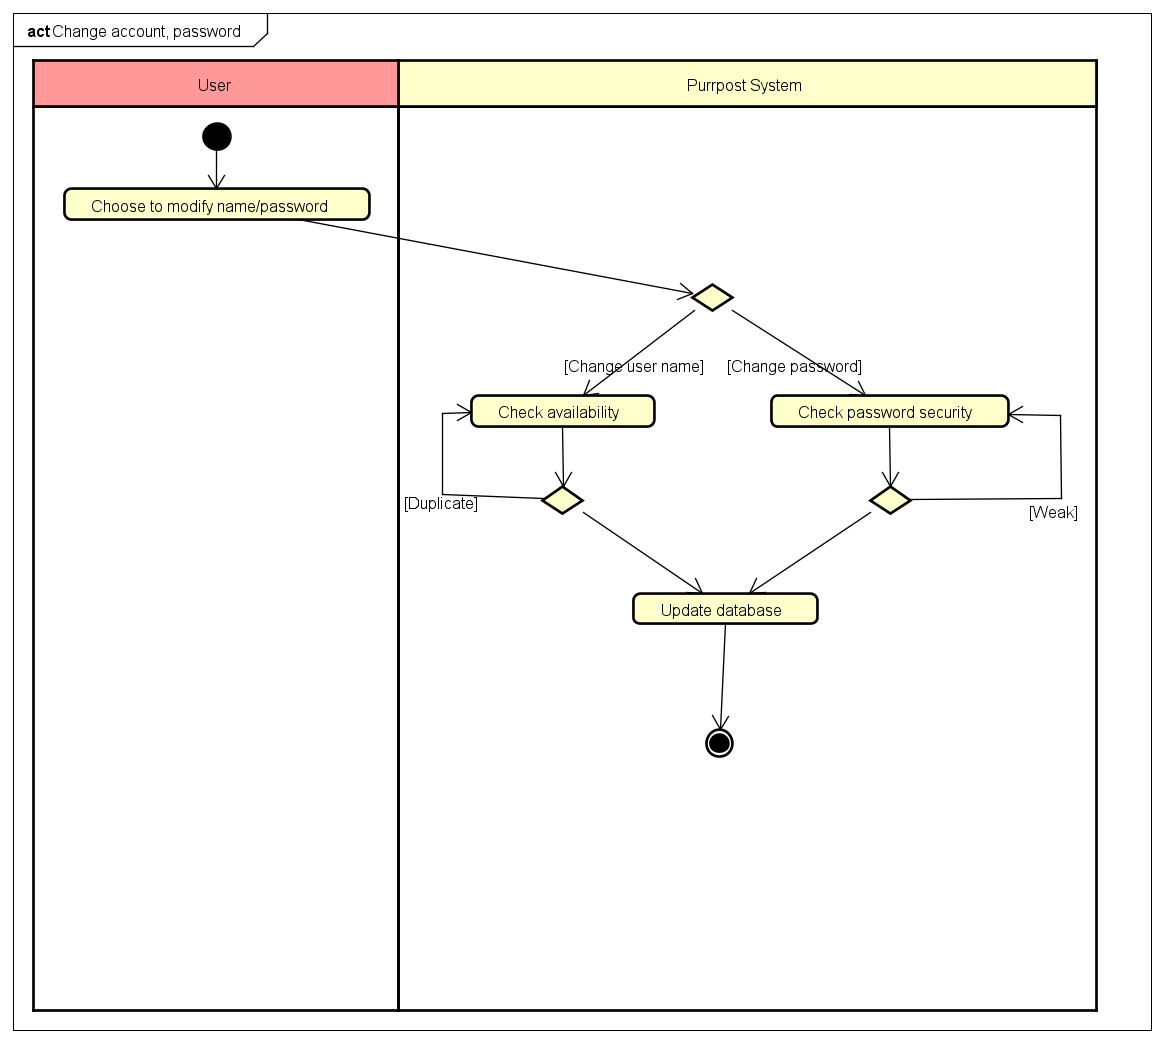 act Change account, password
User
Purrpost System
Choose to modify name/password
[Change user name]
[Change password]
Check availability
Check password security
[Duplicate]
[Weak]
Update database